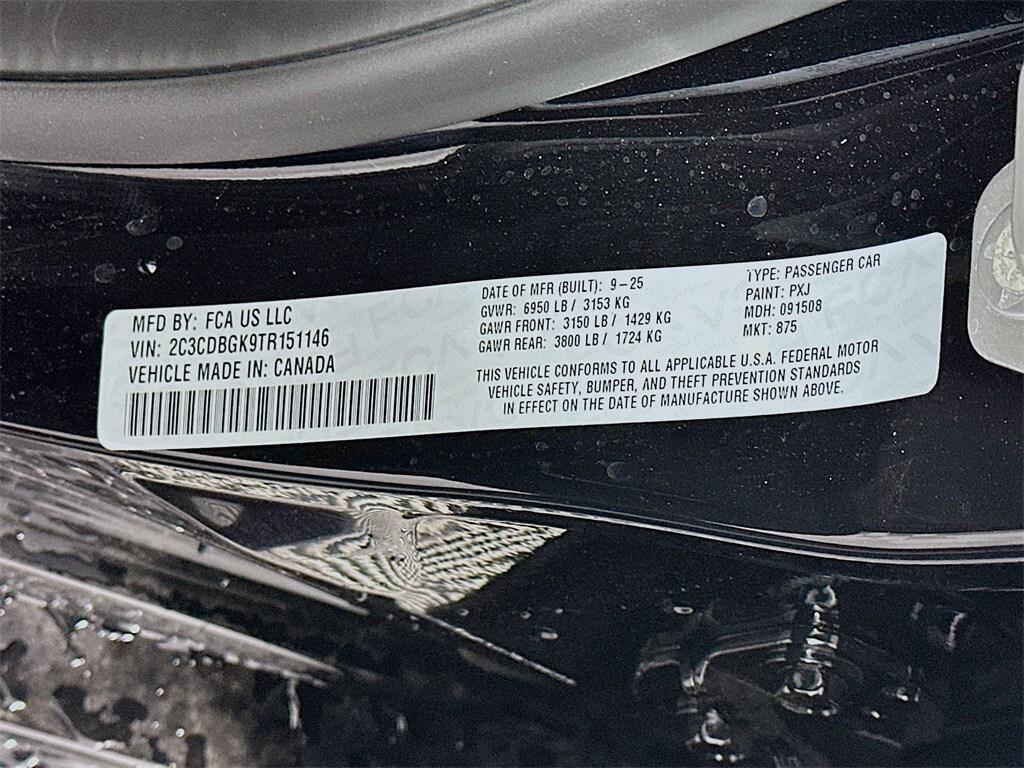 MFD BY: FCA US LLC
VIN: 2C3CDBGK9TR151146
VEHICLE MADE IN: CANADA
DATE OF MFR (BUILT): 9-25
GVWR: 6950 LB / 3153 KG
GAWR FRONT: 3150 LB / 1429 KG
GAWR REAR: 3800 LB / 1724 KG
TYPE: PASSENGER CAR
PAINT: PXJ
MDH: 091508
MKT: 875
THIS VEHICLE CONFORMS TO ALL APPLICABLE U.S.A. FEDERAL MOTOR
VEHICLE SAFETY, BUMPER, AND THEFT PREVENTION STANDARDS
IN EFFECT ON THE DATE OF MANUFACTURE SHOWN ABOVE.